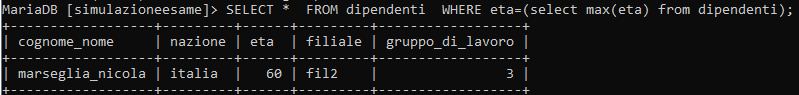 MariaDB [simulazioneesame]> SELECT *  FROM dipendenti  WHERE eta=(select max(eta) from dipendenti);
+------------------+---------+------+---------+------------------+
| cognome_nome     | nazione | eta  | filiale | gruppo_di_lavoro |
+------------------+---------+------+---------+------------------+
| marseglia_nicola | italia  |   60 | fil2    |                3 |
+------------------+---------+------+---------+------------------+